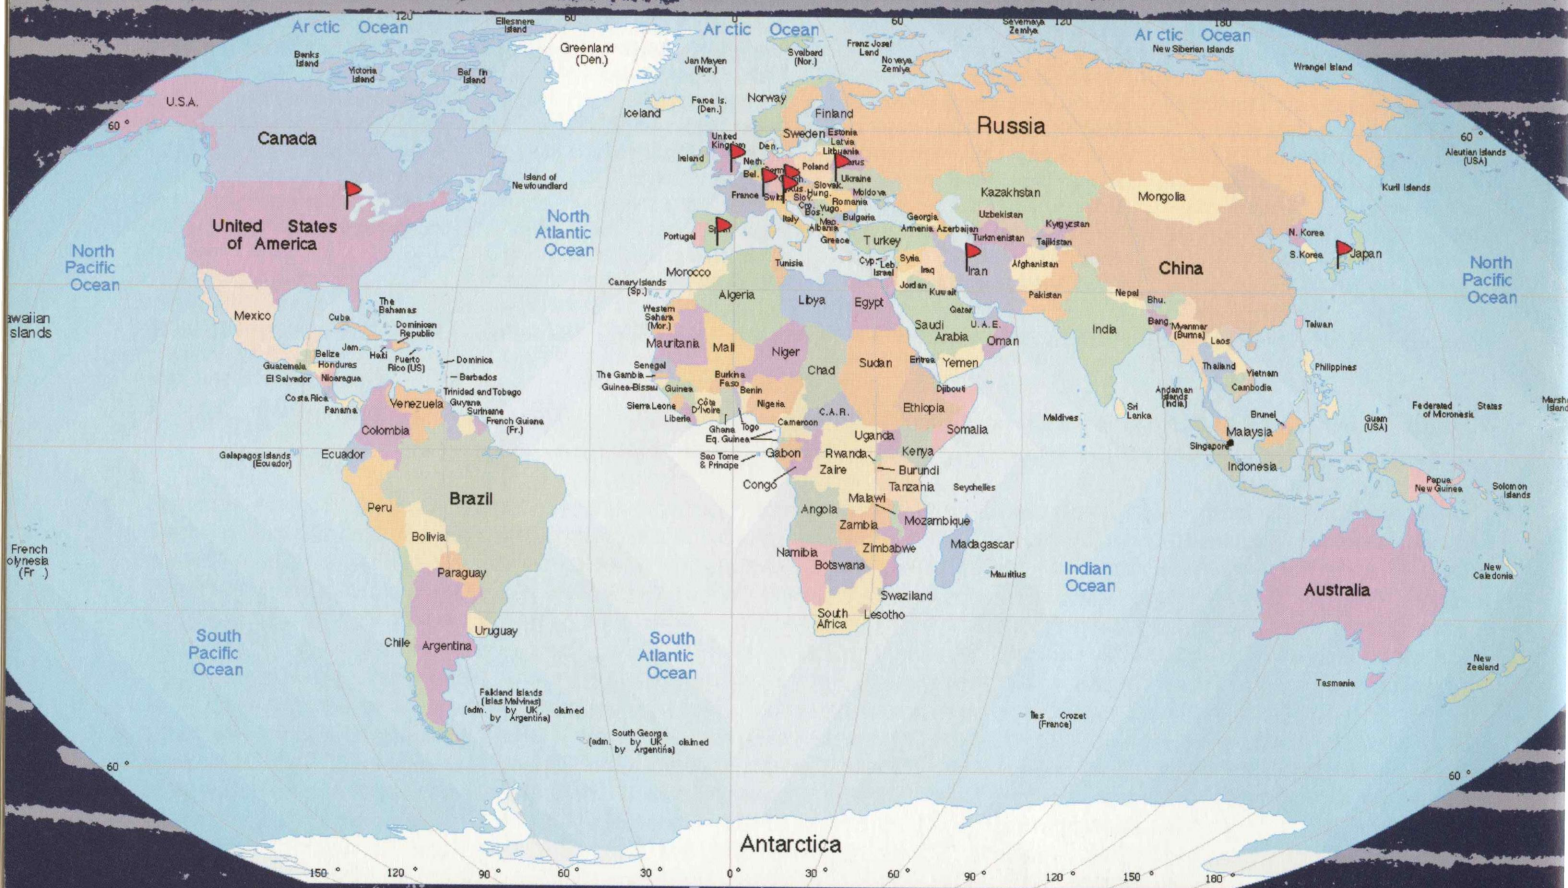 120 °
60 °
0 °
60 °
120 °
180 °
Arctic Ocean
Arctic Ocean
Arctic Ocean
Ellesmere
Island
Severnaya
Zemlya
Banks
Island
Victoria
Island
Greenland
(Den.)
Jan Mayen
(Nor.)
Svalbard
(Nor.)
Franz Josef
Land
Novaya
Zemlya
New Siberian Islands
Wrangel Island
U.S.A.
60 °
Canada
Iceland
Faroe Is.
(Den.)
Norway
Finland
Sweden
Estonia
Latvia
Lithuania
Russia
60 °
Aleutian Islands
(USA)
United
Ireland
Den.
Neth.
Bel.
Poland
Ukraine
Slovak.
Moldova
Hung.
France
Switz
Slov.
Romania
Cro.
Yugo
Bos.
Bulgaria
Italy
Mac.
Albania
Greece
Portugal
Turkey
Georgia
Armenia
Azerbaijan
Kazakhstan
Uzbekistan
Kyrgyzstan
Turkmenistan
Tajikistan
Mongolia
Kuril Islands
Island of
Newfoundland
United States
of America
North
Atlantic
Ocean
North
Pacific
Ocean
N. Korea
S. Korea
Japan
China
North
Pacific
Ocean
Tunisia
Cyp.
Leb.
Israel
Syria
Iraq
Iran
Afghanistan
Jordan
Kuwait
Pakistan
Nepal
Bhu.
Morocco
Canary Islands
(Sp.)
Algeria
Libya
Egypt
Western
Sahara
(Mor.)
Qatar
U.A.E.
Saudi
Arabia
Oman
India
Bang.
Myanmar
(Burma)
Laos
Taiwan
awaiian
slands
Mexico
The
Bahamas
Cuba
Dominican
Republic
Jam.
Haiti
Puerto
Rico (US)
Belize
Honduras
Guatemala
El Salvador
Nicaragua
Costa Rica
Panama
Dominica
Barbados
Trinidad and Tobago
Venezuela
Guyana
Suriname
French Guiana
(Fr.)
Colombia
Mauritania
Mali
Niger
Chad
Sudan
Eritrea
Yemen
Djibouti
Senegal
The Gambia
Guinea-Bissau
Guinea
Burkina
Faso
Benin
Sierra Leone
Côte
D'Ivoire
Nigeria
Liberia
Ghana
Togo
Cameroon
C.A.R.
Ethiopia
Eq. Guinea
Somalia
Sao Tome
& Principe
Gabon
Uganda
Kenya
Rwanda
Zaire
Burundi
Congo
Tanzania
Seychelles
Maldives
Sri
Lanka
Andaman
Islands
(India)
Thailand
Vietnam
Cambodia
Philippines
Brunei
Malaysia
Singapore
Indonesia
Guam
(USA)
Federated States
of Micronesia
Marsh
Islan
Papua
New Guinea
Solomon
Islands
Galapagos Islands
(Ecuador)
Ecuador
Peru
Brazil
Bolivia
Paraguay
Chile
Argentina
Uruguay
Angola
Malawi
Zambia
Mozambique
Namibia
Zimbabwe
Botswana
Madagascar
Mauritius
Swaziland
South
Africa
Lesotho
Indian
Ocean
Australia
New
Caledonia
French
olynesia
(Fr )
South
Pacific
Ocean
South
Atlantic
Ocean
Tasmania
New
Zealand
Falkland Islands
(Islas Malvinas)
(adm. by UK, claimed
by Argentina)
South Georgia
(adm. by UK, claimed
by Argentina)
Îles Crozet
(France)
60 °
60 °
Antarctica
150 °
120 °
90 °
60 °
30 °
0 °
30 °
60 °
90 °
120 °
150 °
180 °